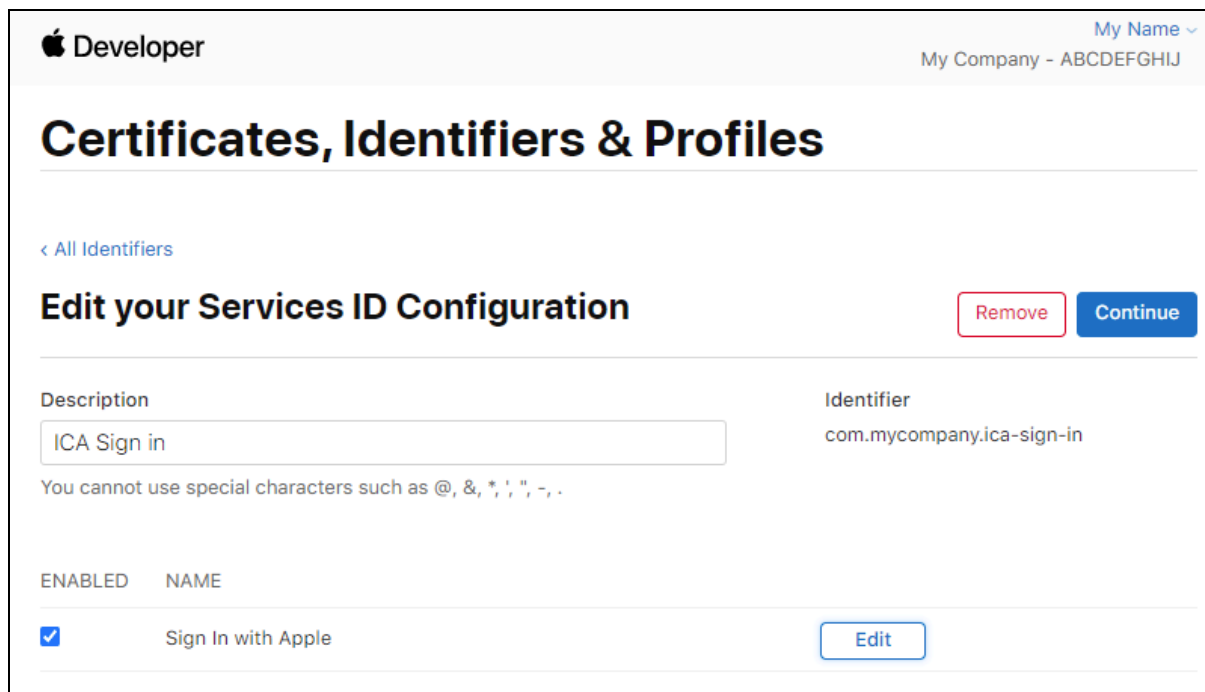 Developer
My Name
My Company - ABCDEFGHIJ
Certificates, Identifiers & Profiles
‹ All Identifiers
Edit your Services ID Configuration
Remove
Continue
Description
Identifier
ICA Sign in
com.mycompany.ica-sign-in
You cannot use special characters such as @, &, *, ', ", -, .
ENABLED NAME
Sign In with Apple
Edit